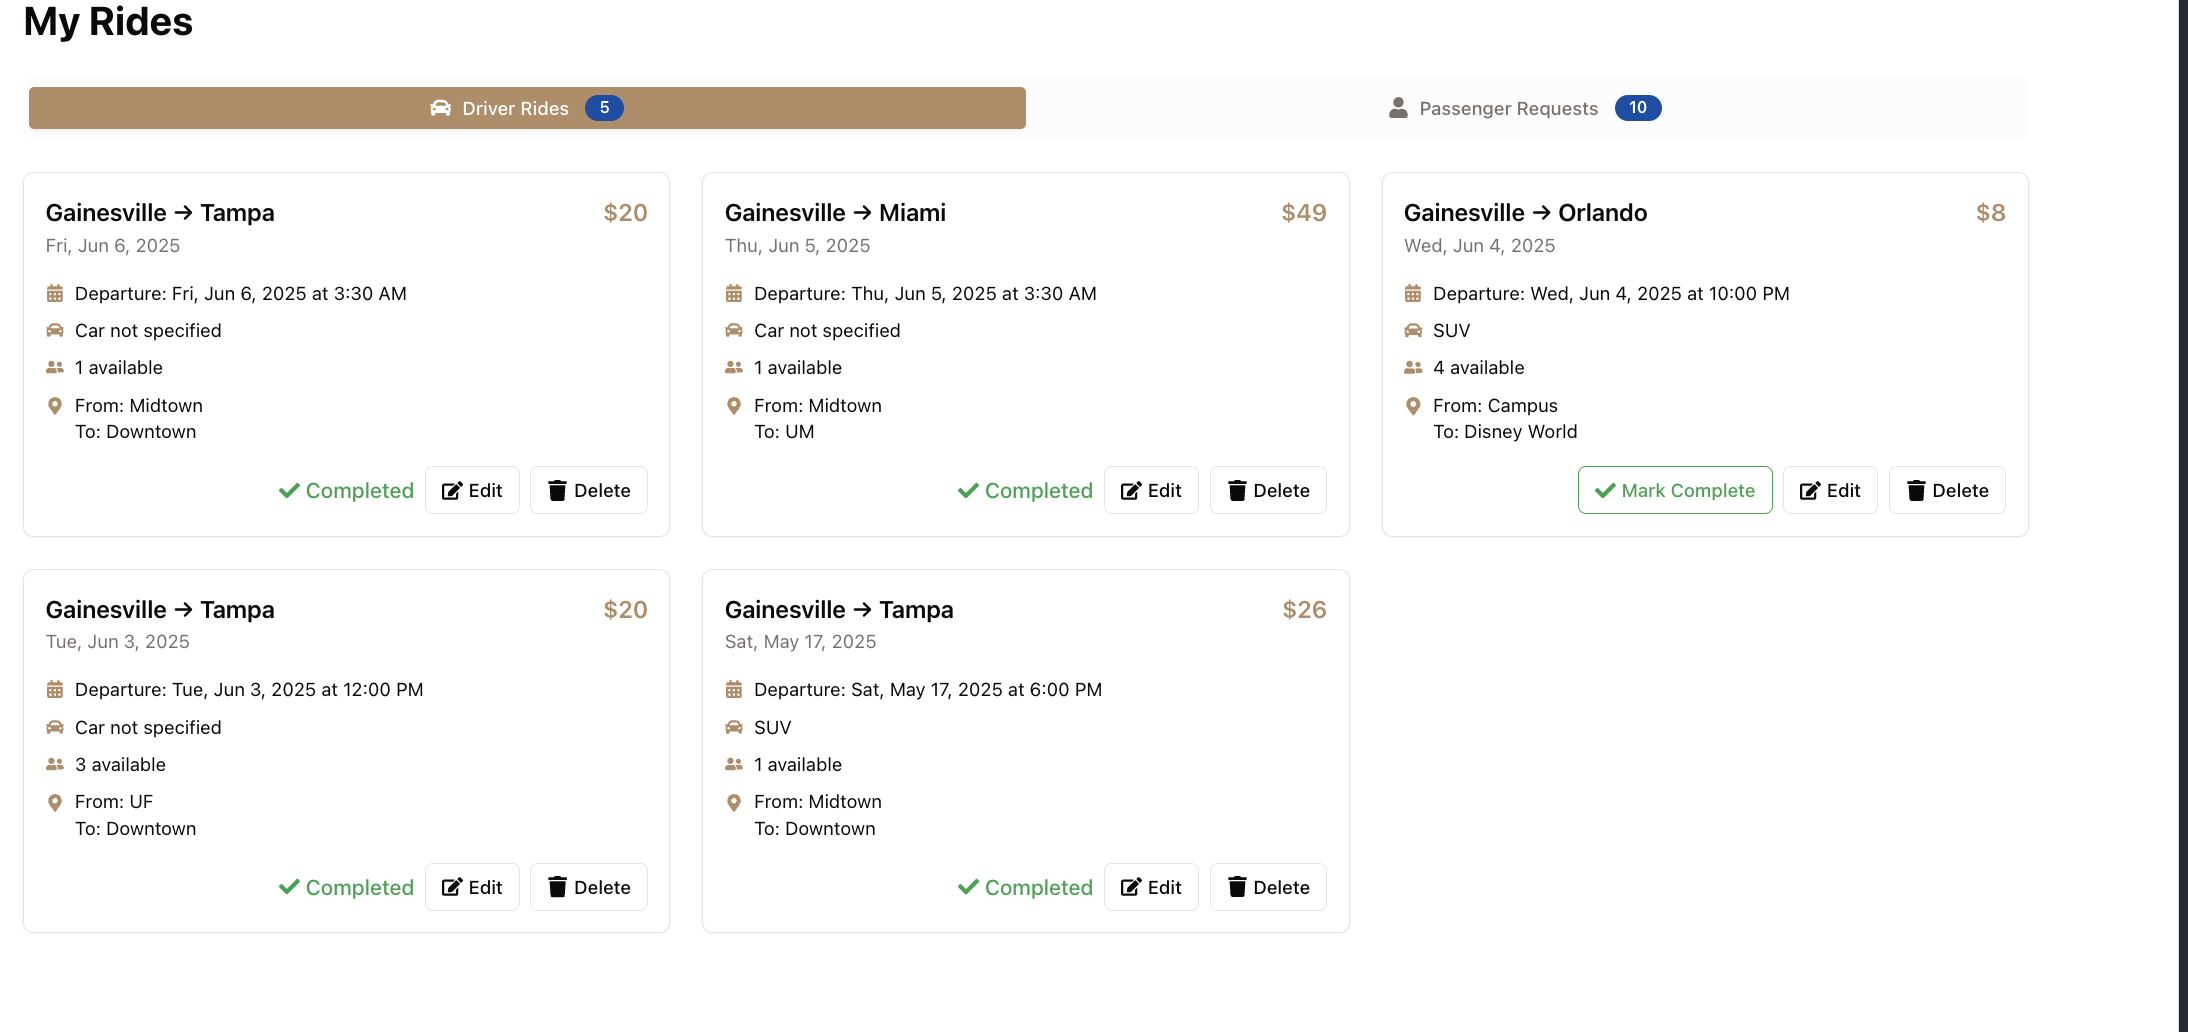 My Rides
Driver Rides 5
Passenger Requests 10
Gainesville → Tampa $20
Fri, Jun 6, 2025
Departure: Fri, Jun 6, 2025 at 3:30 AM
Car not specified
1 available
From: Midtown
To: Downtown
Completed Edit Delete
Gainesville → Miami $49
Thu, Jun 5, 2025
Departure: Thu, Jun 5, 2025 at 3:30 AM
Car not specified
1 available
From: Midtown
To: UM
Completed Edit Delete
Gainesville → Orlando $8
Wed, Jun 4, 2025
Departure: Wed, Jun 4, 2025 at 10:00 PM
SUV
4 available
From: Campus
To: Disney World
Mark Complete Edit Delete
Gainesville → Tampa $20
Tue, Jun 3, 2025
Departure: Tue, Jun 3, 2025 at 12:00 PM
Car not specified
3 available
From: UF
To: Downtown
Completed Edit Delete
Gainesville → Tampa $26
Sat, May 17, 2025
Departure: Sat, May 17, 2025 at 6:00 PM
SUV
1 available
From: Midtown
To: Downtown
Completed Edit Delete